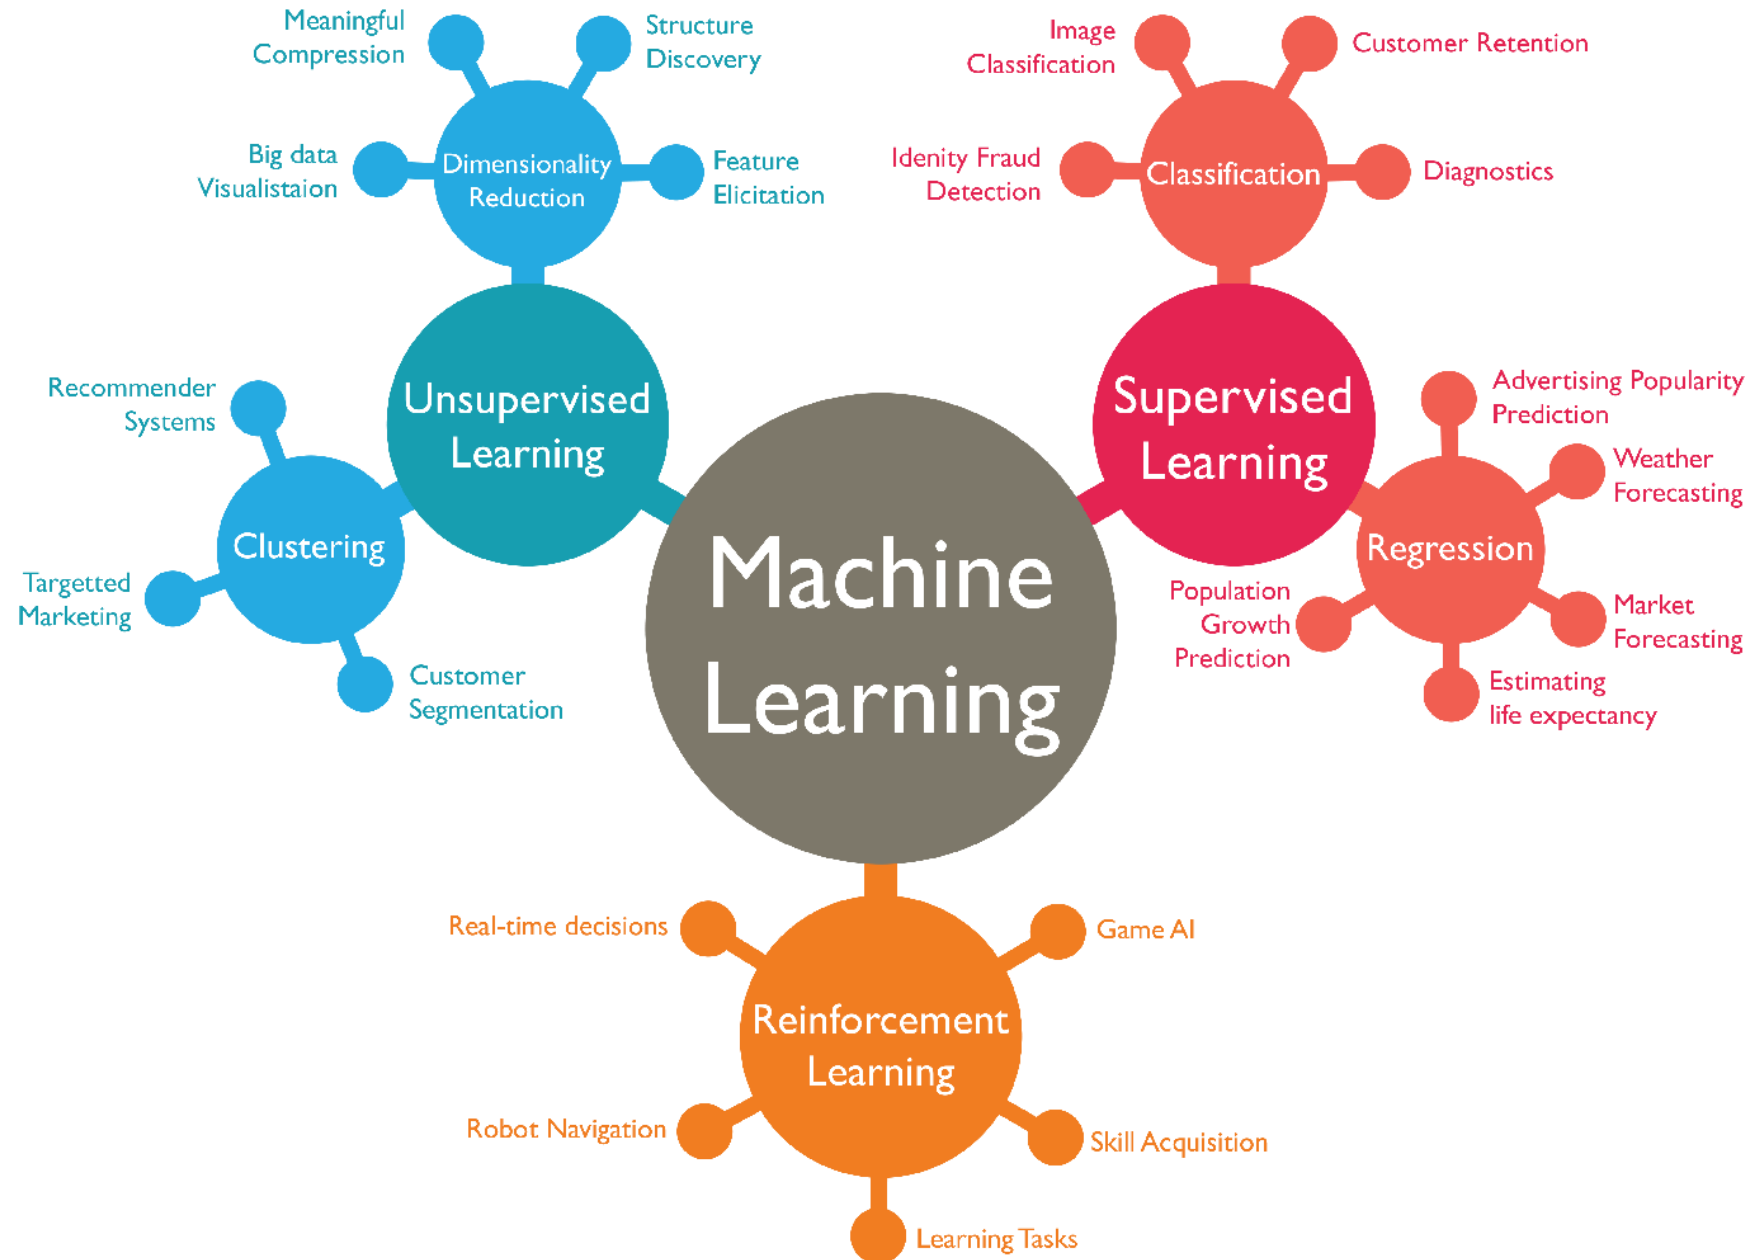 Meaningful
Compression
Structure
Discovery
Big data
Visualistaion
Dimensionality
Reduction
Feature
Elicitation
Image
Classification
Customer Retention
Idenity Fraud
Detection
Classification
Diagnostics
Unsupervised
Learning
Recommender
Systems
Clustering
Targetted
Marketing
Customer
Segmentation
Machine
Learning
Supervised
Learning
Advertising Popularity
Prediction
Weather
Forecasting
Regression
Population
Growth
Prediction
Market
Forecasting
Estimating
life expectancy
Real-time decisions
Game AI
Reinforcement
Learning
Robot Navigation
Skill Acquisition
Learning Tasks